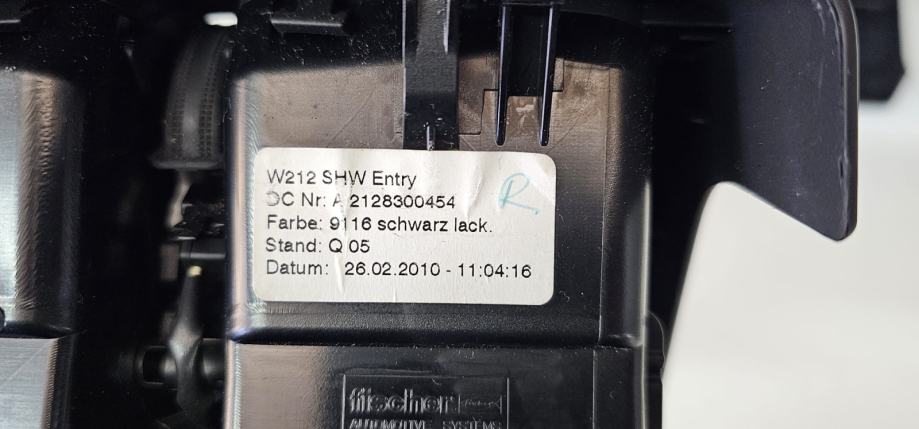 W212 SHW Entry
R
DC Nr: A 2128300454
Farbe: 9116 schwarz lack.
Stand: Q 05
Datum: 26.02.2010 - 11:04:16
fischer
AUTOMOTIVE SYSTEMS